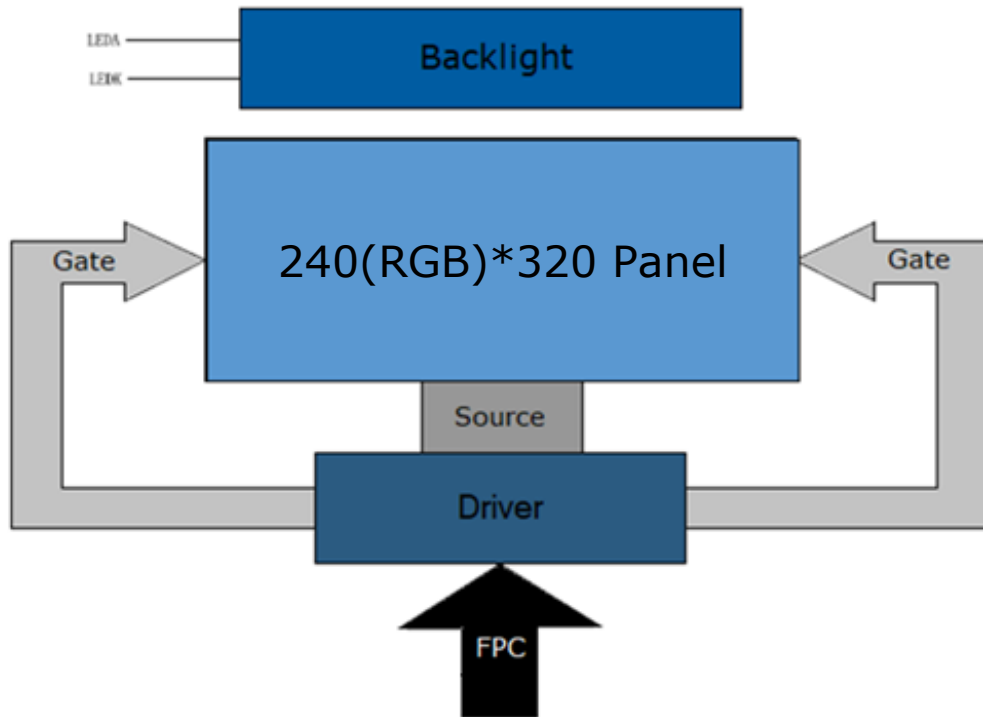 LEDA
LEDK
Backlight
Gate
240(RGB)*320 Panel
Gate
Source
Driver
FPC